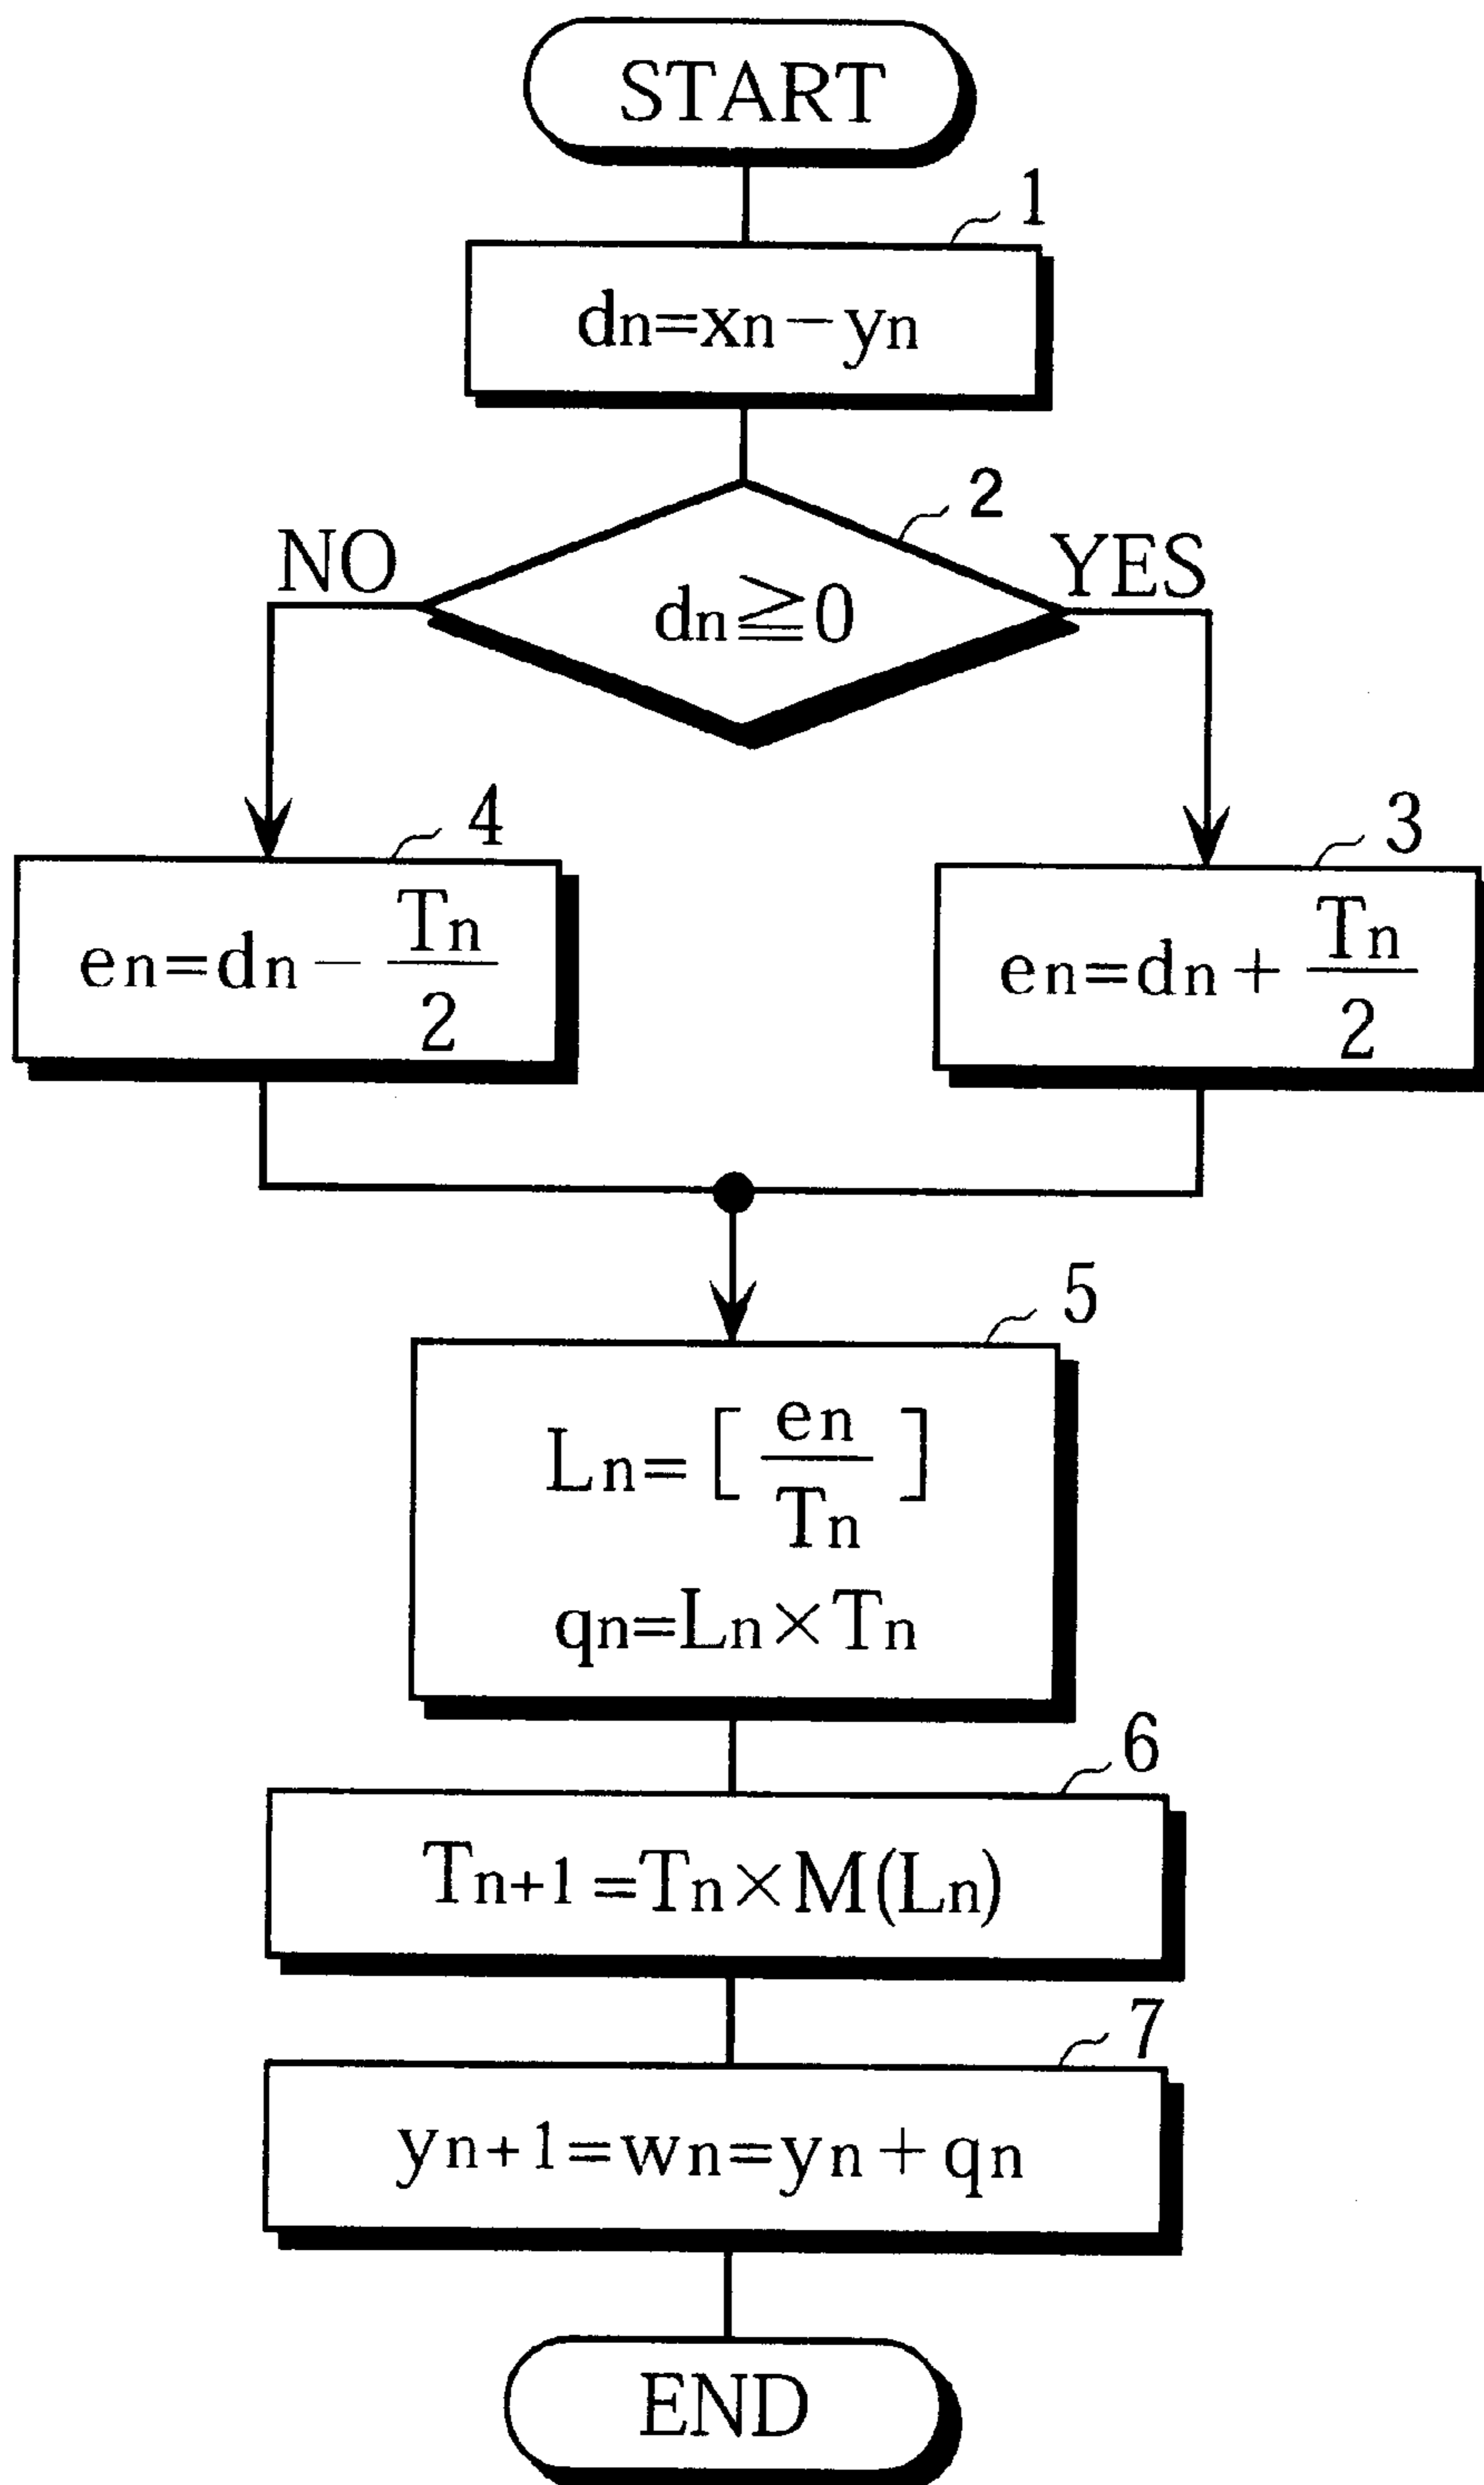 START
1
dn=xn−yn
2
NO
YES
dn≧0
4
3
en=dn−Tn/2
en=dn+Tn/2
5
Ln=[en/Tn]
qn=Ln×Tn
6
Tn+1=Tn×M(Ln)
7
yn+1=wn=yn+qn
END